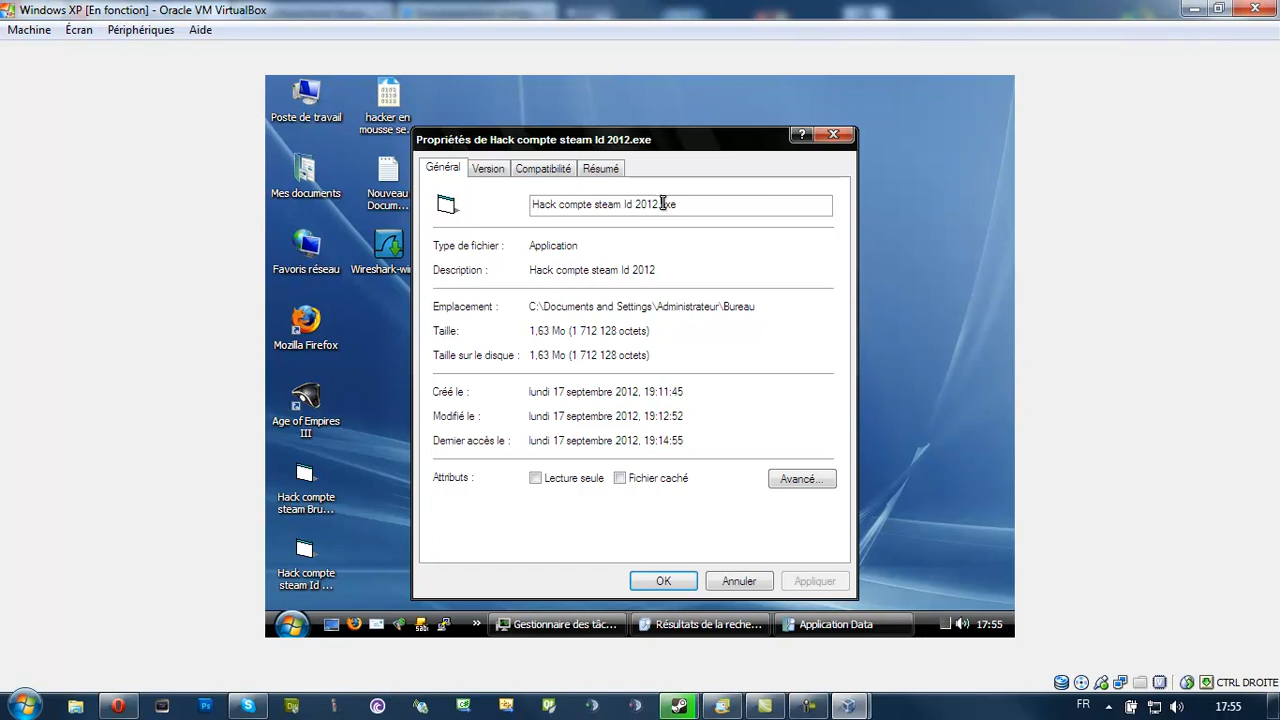 Windows XP [En fonction] - Oracle VM VirtualBox
Machine Écran Périphériques Aide
Poste de travail
hacker en
mousse se...
Propriétés de Hack compte steam Id 2012.exe
Général Version Compatibilité Résumé
Hack compte steam Id 2012.exe
Mes documents
Nouveau
Docum...
Type de fichier : Application
Description : Hack compte steam Id 2012
Favoris réseau
Wireshark-wi
Emplacement : C:\Documents and Settings\Administrateur\Bureau
Taille: 1,63 Mo (1 712 128 octets)
Taille sur le disque : 1,63 Mo (1 712 128 octets)
Mozilla Firefox
Créé le : lundi 17 septembre 2012, 19:11:45
Modifié le : lundi 17 septembre 2012, 19:12:52
Dernier accès le : lundi 17 septembre 2012, 19:14:55
Age of Empires
III
Attributs : Lecture seule Fichier caché Avancé...
Hack compte
steam Bru...
Hack compte
steam Id ...
OK Annuler Appliquer
Gestionnaire des tâc... Résultats de la reche... Application Data 17:55
CTRL DROITE
FR 17:55